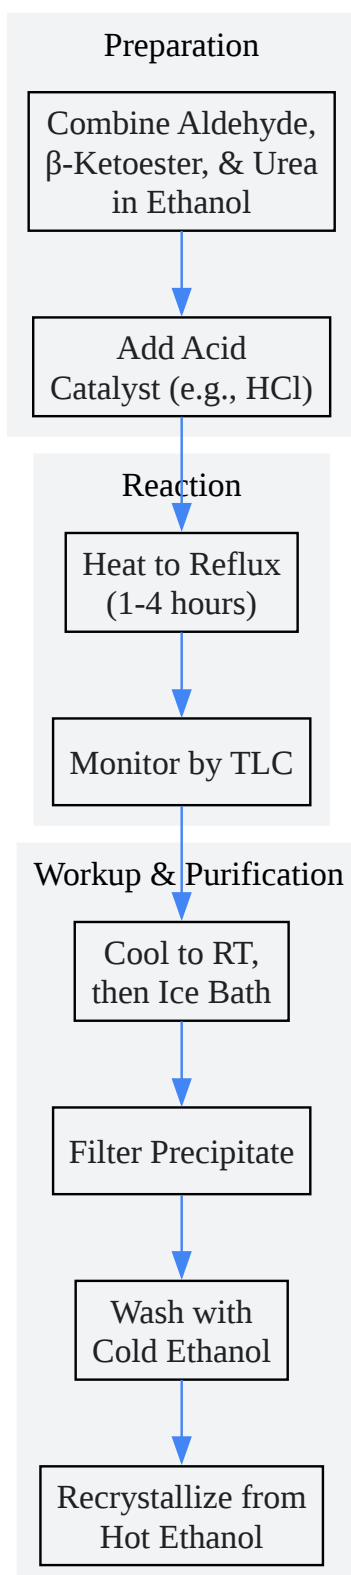 Preparation
Combine Aldehyde,
β-Ketoester, & Urea
in Ethanol
Add Acid
Catalyst (e.g., HCl)
Reaction
Heat to Reflux
(1-4 hours)
Monitor by TLC
Workup & Purification
Cool to RT,
then Ice Bath
Filter Precipitate
Wash with
Cold Ethanol
Recrystallize from
Hot Ethanol